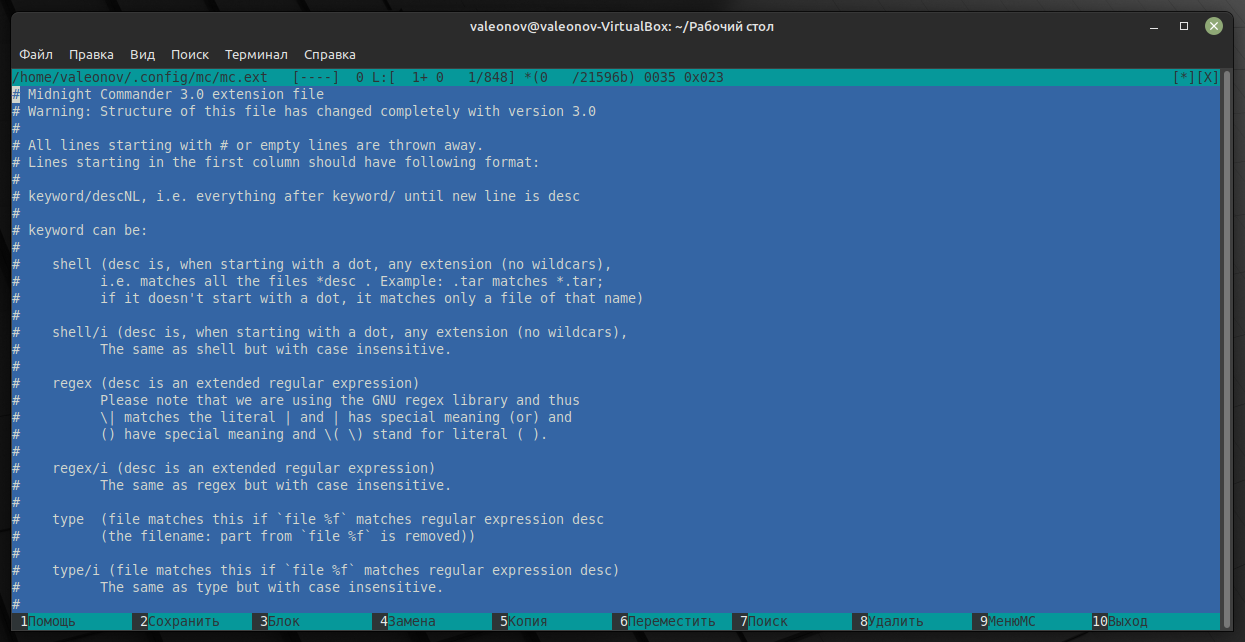 valeonov@valeonov-VirtualBox: ~/Рабочий стол
Файл Правка Вид Поиск Терминал Справка
/home/valeonov/.config/mc/mc.ext   [----]  0 L:[  1+ 0   1/848] *(0   /21596b) 0035 0x023 [*][X]
# Midnight Commander 3.0 extension file
# Warning: Structure of this file has changed completely with version 3.0
#
# All lines starting with # or empty lines are thrown away.
# Lines starting in the first column should have following format:
#
# keyword/descNL, i.e. everything after keyword/ until new line is desc
#
# keyword can be:
#
#    shell (desc is, when starting with a dot, any extension (no wildcars),
#          i.e. matches all the files *desc . Example: .tar matches *.tar;
#          if it doesn't start with a dot, it matches only a file of that name)
#
#    shell/i (desc is, when starting with a dot, any extension (no wildcars),
#          The same as shell but with case insensitive.
#
#    regex (desc is an extended regular expression)
#          Please note that we are using the GNU regex library and thus
#          \| matches the literal | and | has special meaning (or) and
#          () have special meaning and \( \) stand for literal ( ).
#
#    regex/i (desc is an extended regular expression)
#          The same as regex but with case insensitive.
#
#    type  (file matches this if `file %f` matches regular expression desc
#          (the filename: part from `file %f` is removed))
#
#    type/i (file matches this if `file %f` matches regular expression desc)
#          The same as type but with case insensitive.
#
1Помощь 2Сохранить 3Блок 4Замена 5Копия 6Переместить 7Поиск 8Удалить 9МенюМС 10Выход